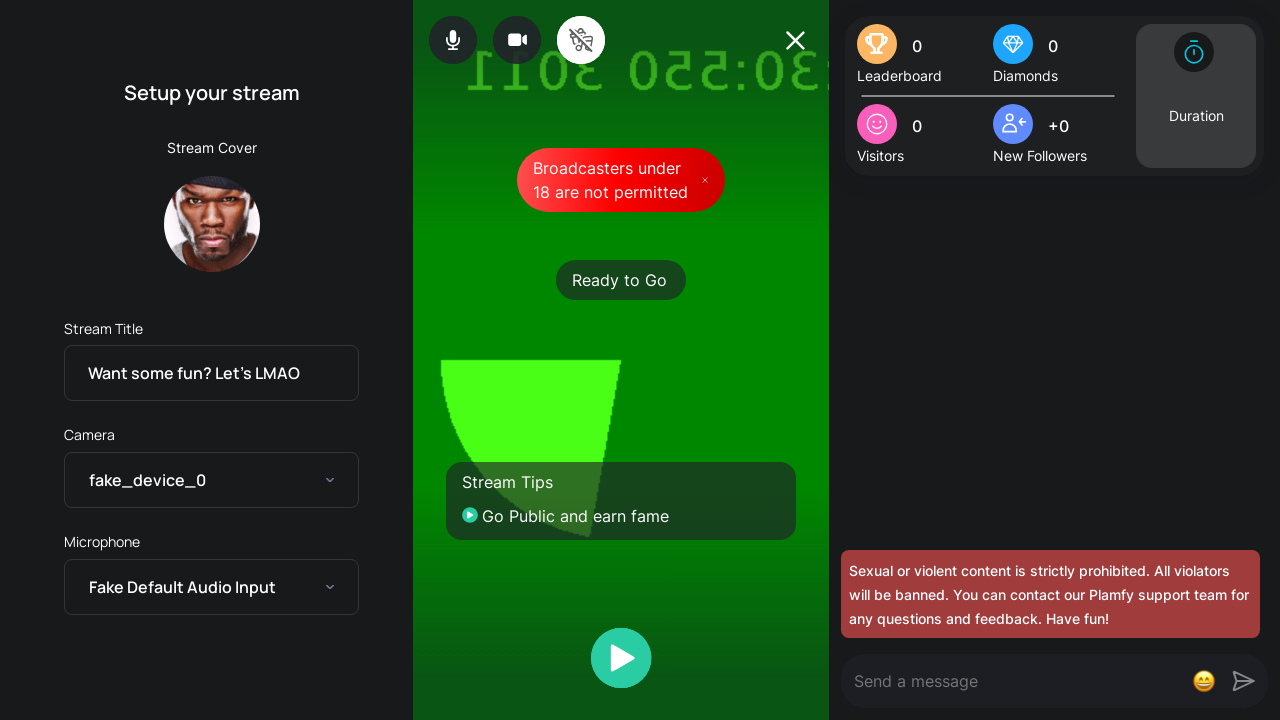 Setup your stream
Stream Cover
Stream Title
Want some fun? Let's LMAO
Camera
fake_device_0
Microphone
Fake Default Audio Input
Broadcasters under
18 are not permitted
Ready to Go
Stream Tips
Go Public and earn fame
0
Leaderboard
0
Diamonds
0
Visitors
+0
New Followers
Duration
Sexual or violent content is strictly prohibited. All violators
will be banned. You can contact our Plamfy support team for
any questions and feedback. Have fun!
Send a message